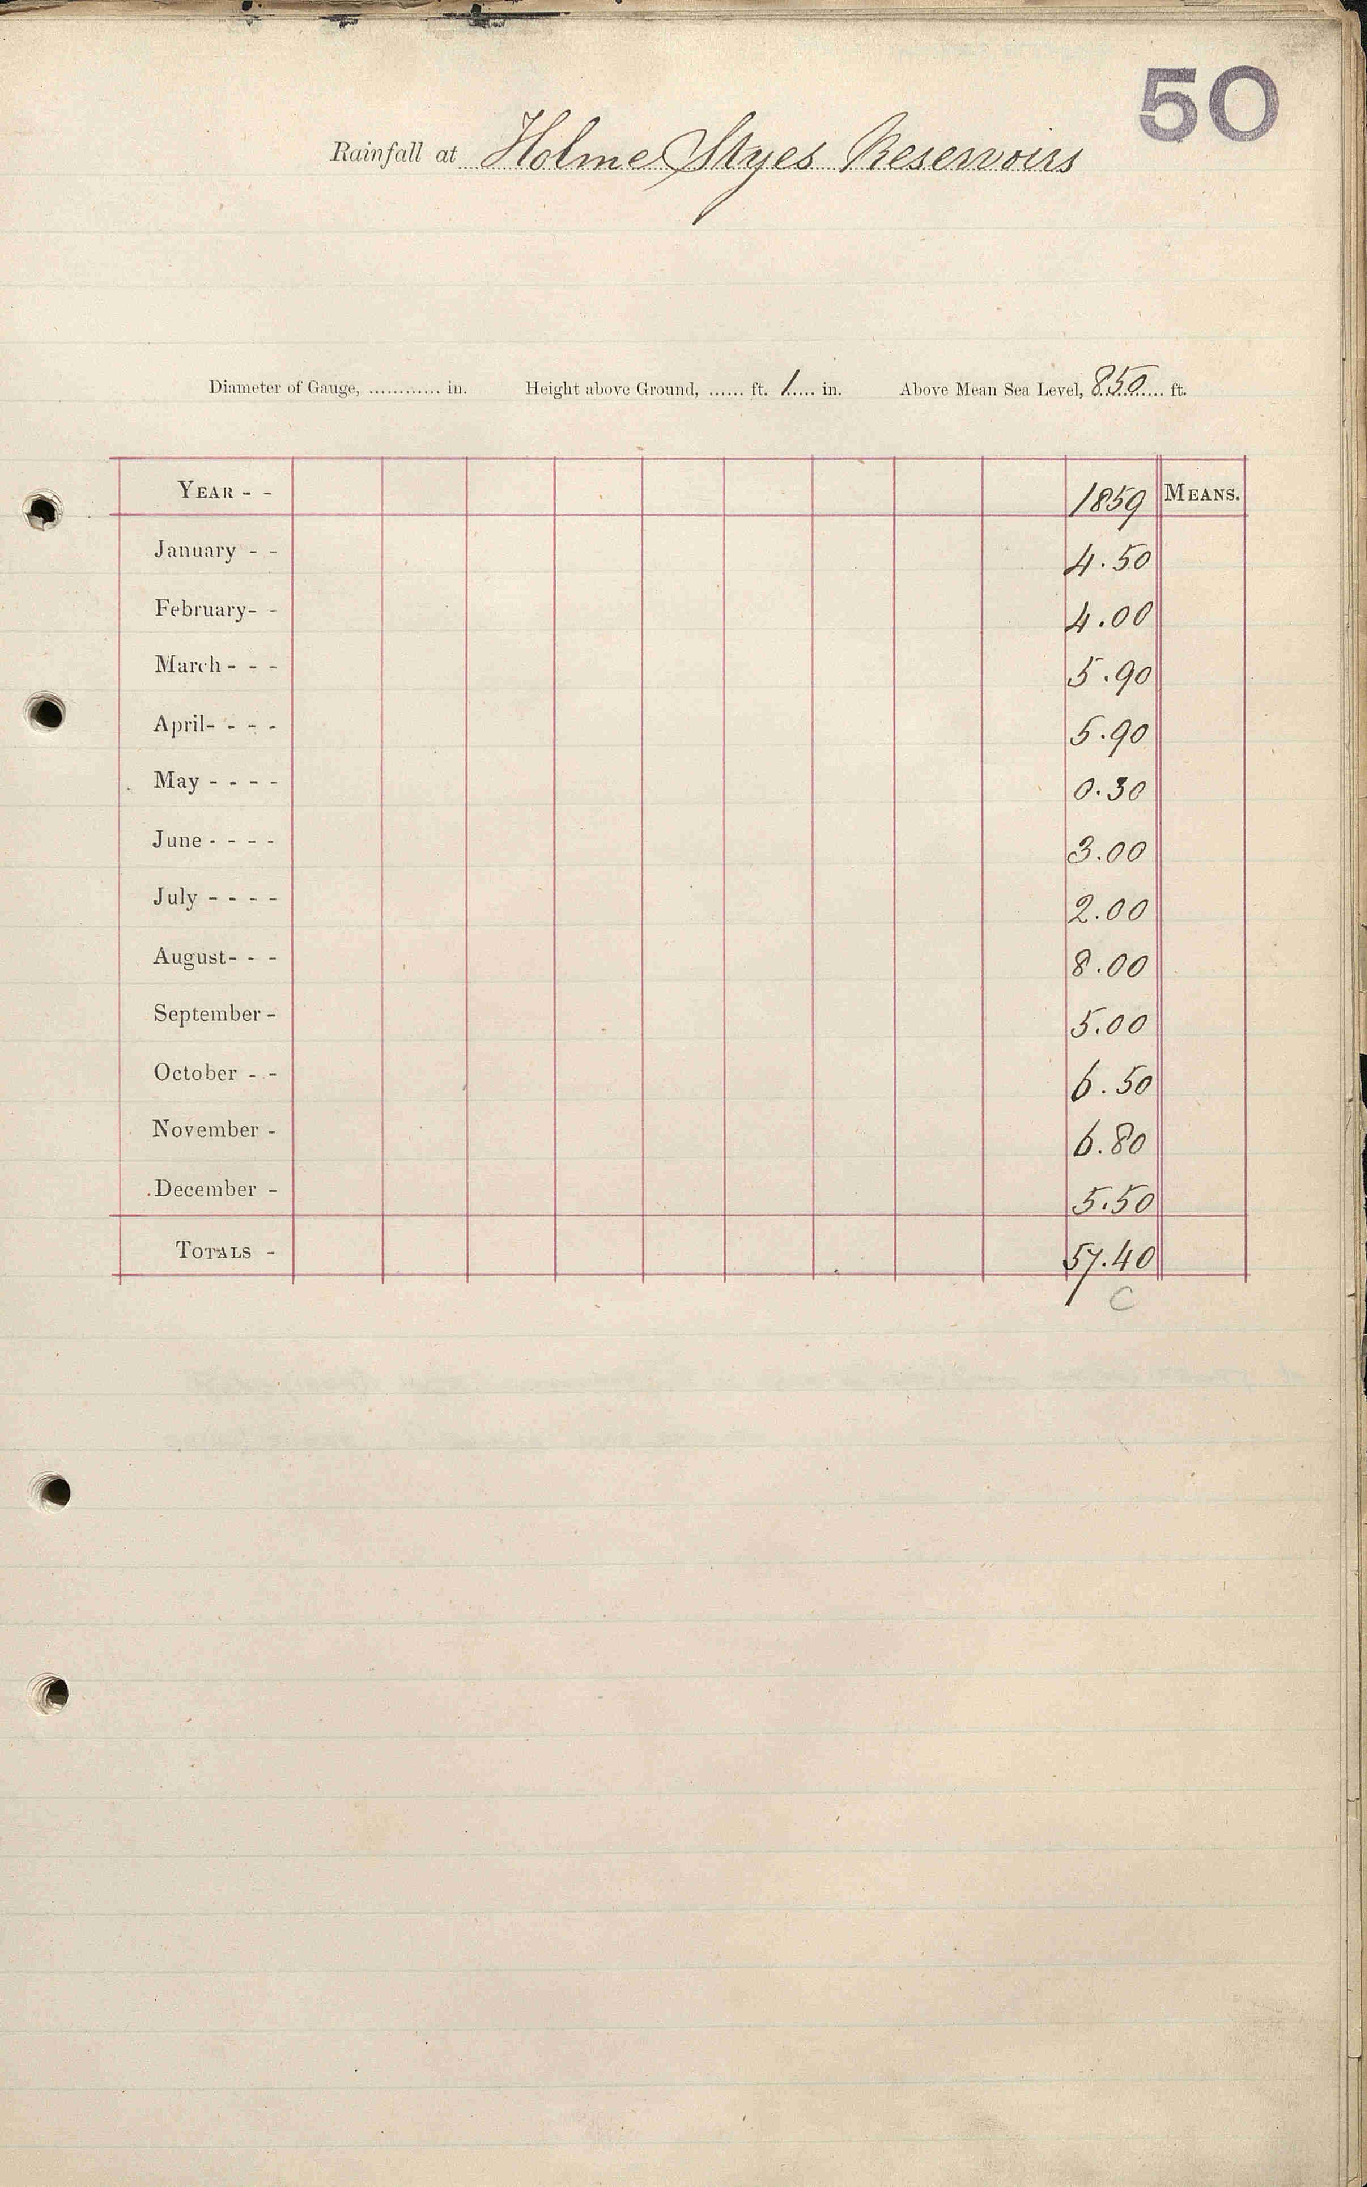 50
Rainfall at Holme Styes Reservoirs
Diameter of Gauge, ............ in. Height above Ground, ...... ft. 1 in. Above Mean Sea Level, 850 ft.
YEAR - - 1859 MEANS.
January - - 4.50
February - - 4.00
March - - - 5.90
April - - - - 5.90
May - - - - 0.30
June - - - - 3.00
July - - - - 2.00
August - - - 8.00
September - 5.00
October - - 6.50
November - 6.80
December - 5.50
TOTALS - 57.40
C